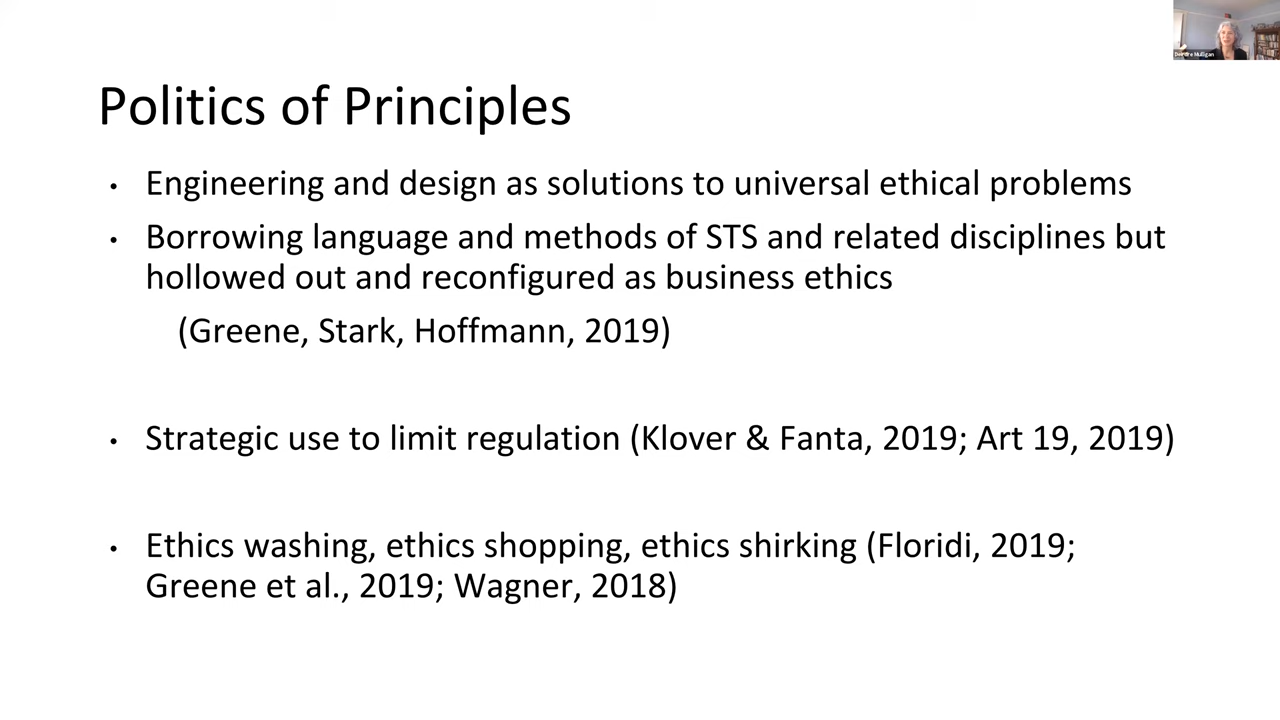 Deirdre Mulligan
Politics of Principles
• Engineering and design as solutions to universal ethical problems
• Borrowing language and methods of STS and related disciplines but
hollowed out and reconfigured as business ethics
(Greene, Stark, Hoffmann, 2019)
• Strategic use to limit regulation (Klover & Fanta, 2019; Art 19, 2019)
• Ethics washing, ethics shopping, ethics shirking (Floridi, 2019;
Greene et al., 2019; Wagner, 2018)